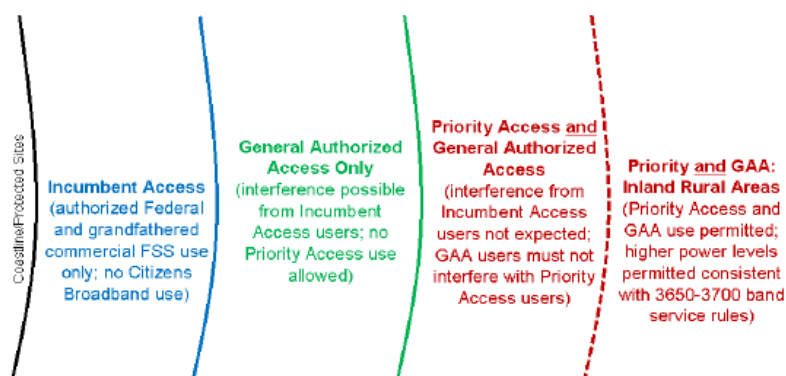 Coastline/Protected Sites
Incumbent Access
(authorized Federal
and grandfathered
commercial FSS use
only; no Citizens
Broadband use)
General Authorized
Access Only
(interference possible
from Incumbent
Access users; no
Priority Access use
allowed)
Priority Access and
General Authorized
Access
(interference from
Incumbent Access
users not expected;
GAA users must not
interfere with Priority
Access users)
Priority and GAA:
Inland Rural Areas
(Priority Access and
GAA use permitted;
higher power levels
permitted consistent
with 3650-3700 band
service rules)